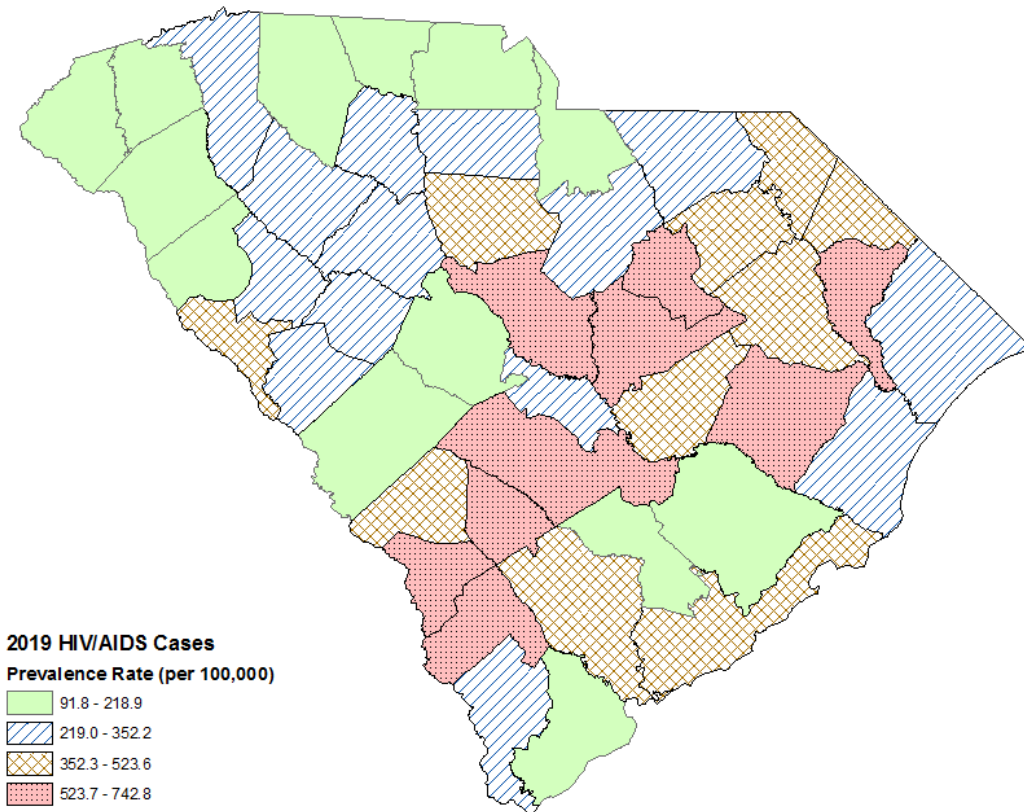 2019 HIV/AIDS Cases
Prevalence Rate (per 100,000)
91.8 - 218.9
219.0 - 352.2
352.3 - 523.6
523.7 - 742.8